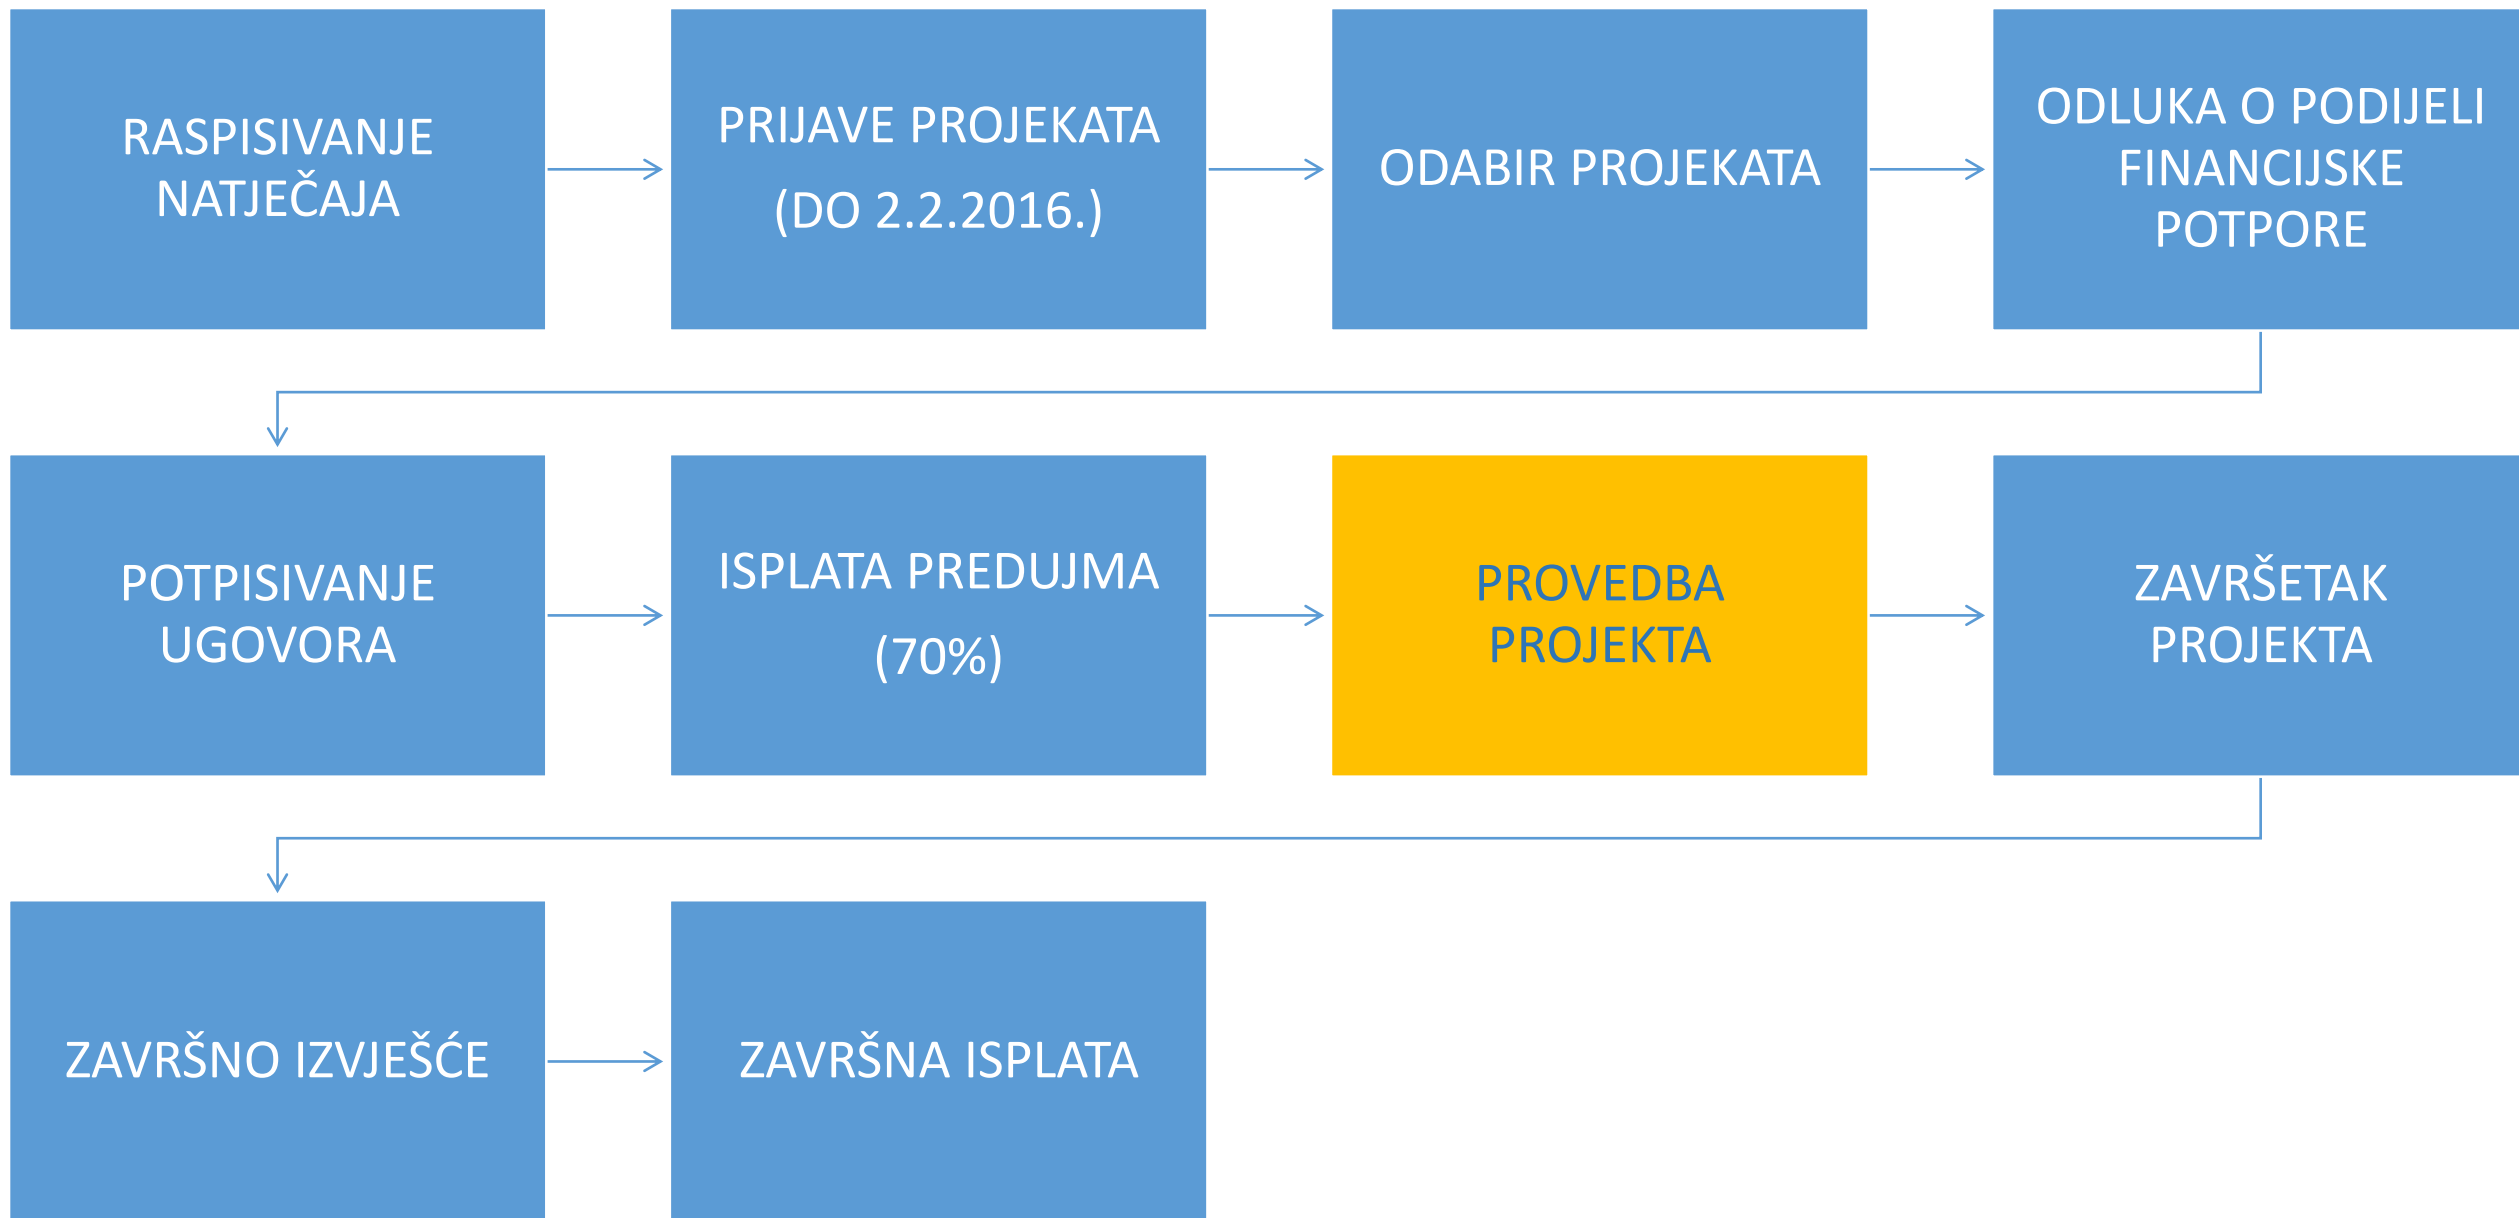 RASPISIVANJE
NATJEČAJA
PRIJAVE PROJEKATA
(DO 2.2.2016.)
ODABIR PROJEKATA
ODLUKA O PODIJELI
FINANCIJSKE
POTPORE
POTPISIVANJE
UGOVORA
ISPLATA PREDUJMA
(70%)
PROVEDBA
PROJEKTA
ZAVRŠETAK
PROJEKTA
ZAVRŠNO IZVJEŠĆE
ZAVRŠNA ISPLATA